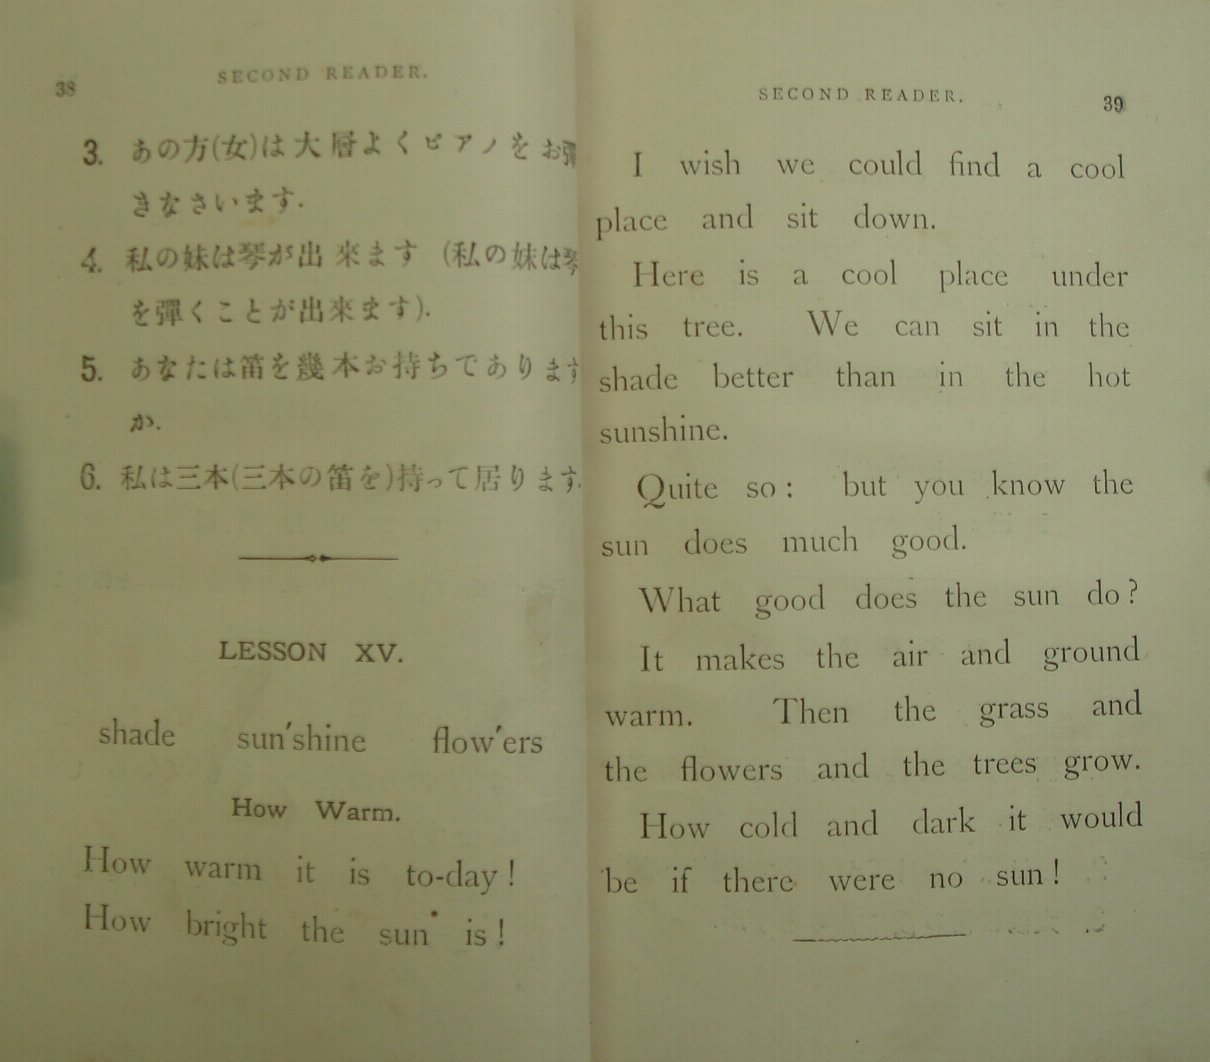 38
SECOND READER.
3. あの方(女)は大層よくピアノをお彈
きなさいます.
4. 私の妹は琴が出來ます (私の妹は琴
を彈くことが出來ます).
5. あなたは笛を幾本お持ちであります
か.
6. 私は三本(三本の笛を)持って居ります.
LESSON XV.
shade sun′shine flow′ers
How Warm.
How warm it is to-day!
How bright the sun is!
SECOND READER.
39
I wish we could find a cool
place and sit down.
Here is a cool place under
this tree. We can sit in the
shade better than in the hot
sunshine.
Quite so: but you know the
sun does much good.
What good does the sun do?
It makes the air and ground
warm. Then the grass and
the flowers and the trees grow.
How cold and dark it would
be if there were no sun!